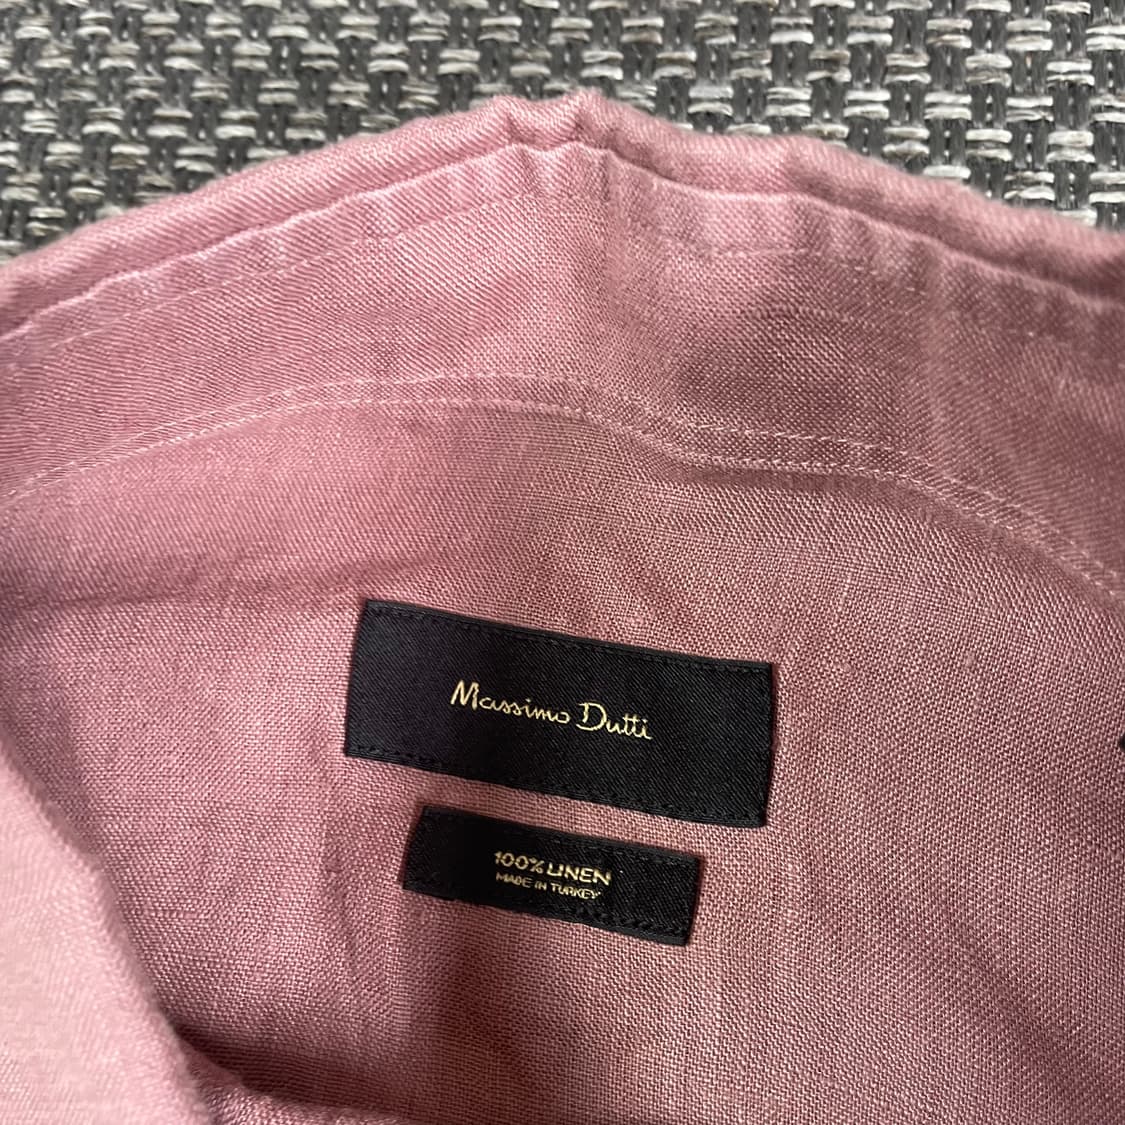 Massimo Dutti
100% LINEN
MADE IN TURKEY